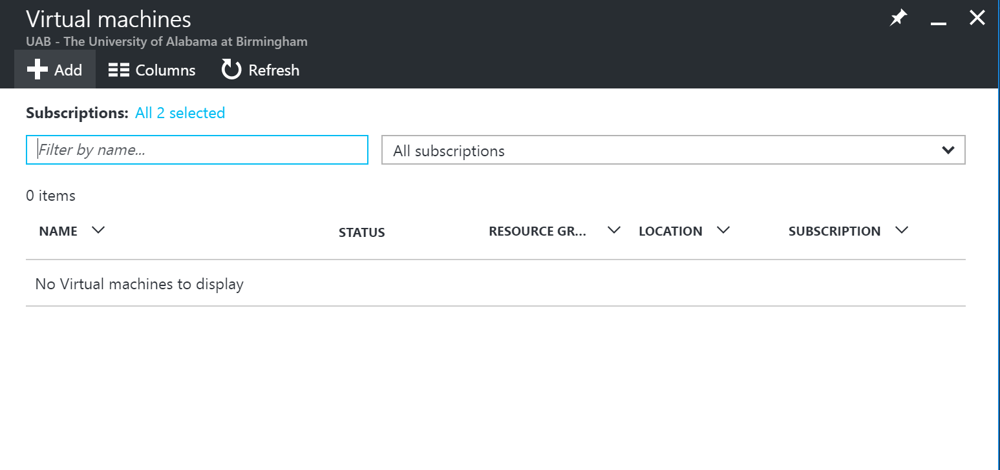 Virtual machines
UAB - The University of Alabama at Birmingham
Add Columns Refresh
Subscriptions: All 2 selected
Filter by name... All subscriptions
0 items
NAME STATUS RESOURCE GR... LOCATION SUBSCRIPTION
No Virtual machines to display